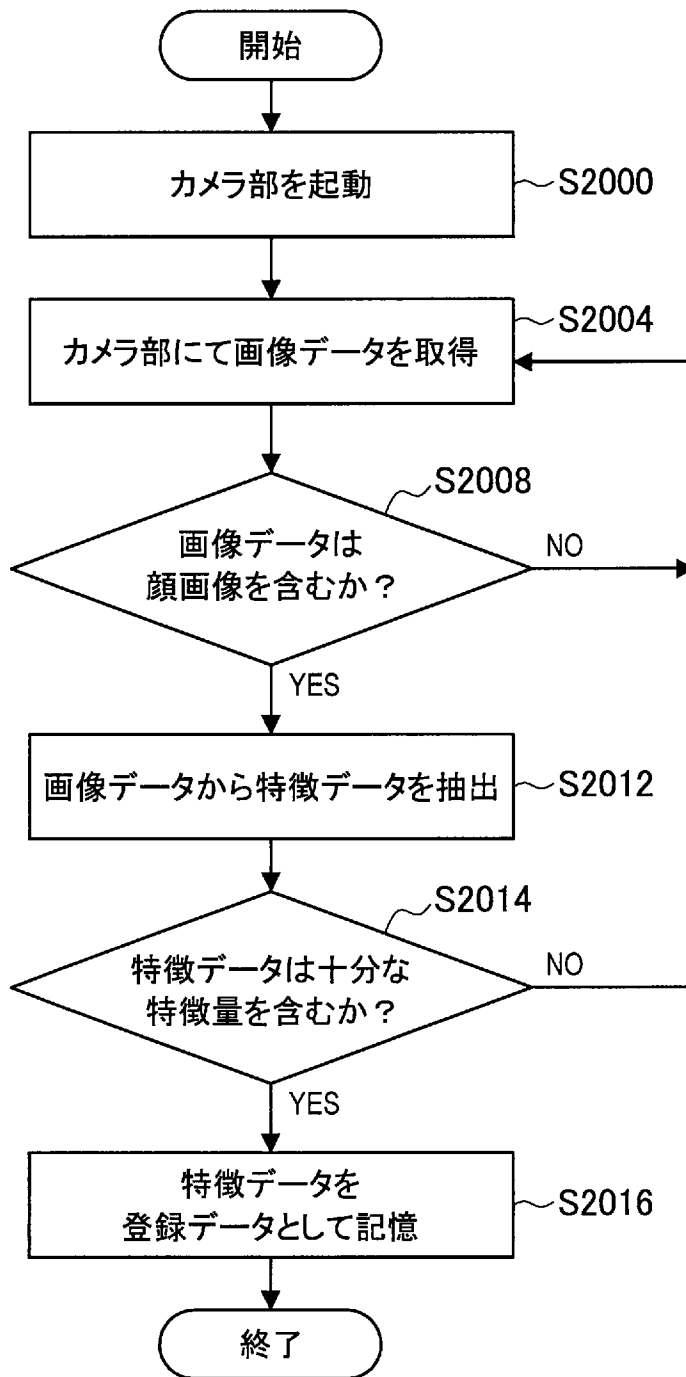 開始
カメラ部を起動
S2000
カメラ部にて画像データを取得
S2004
S2008
画像データは
顔画像を含むか？
NO
YES
画像データから特徴データを抽出
S2012
S2014
特徴データは十分な
特徴量を含むか？
NO
YES
特徴データを
登録データとして記憶
S2016
終了